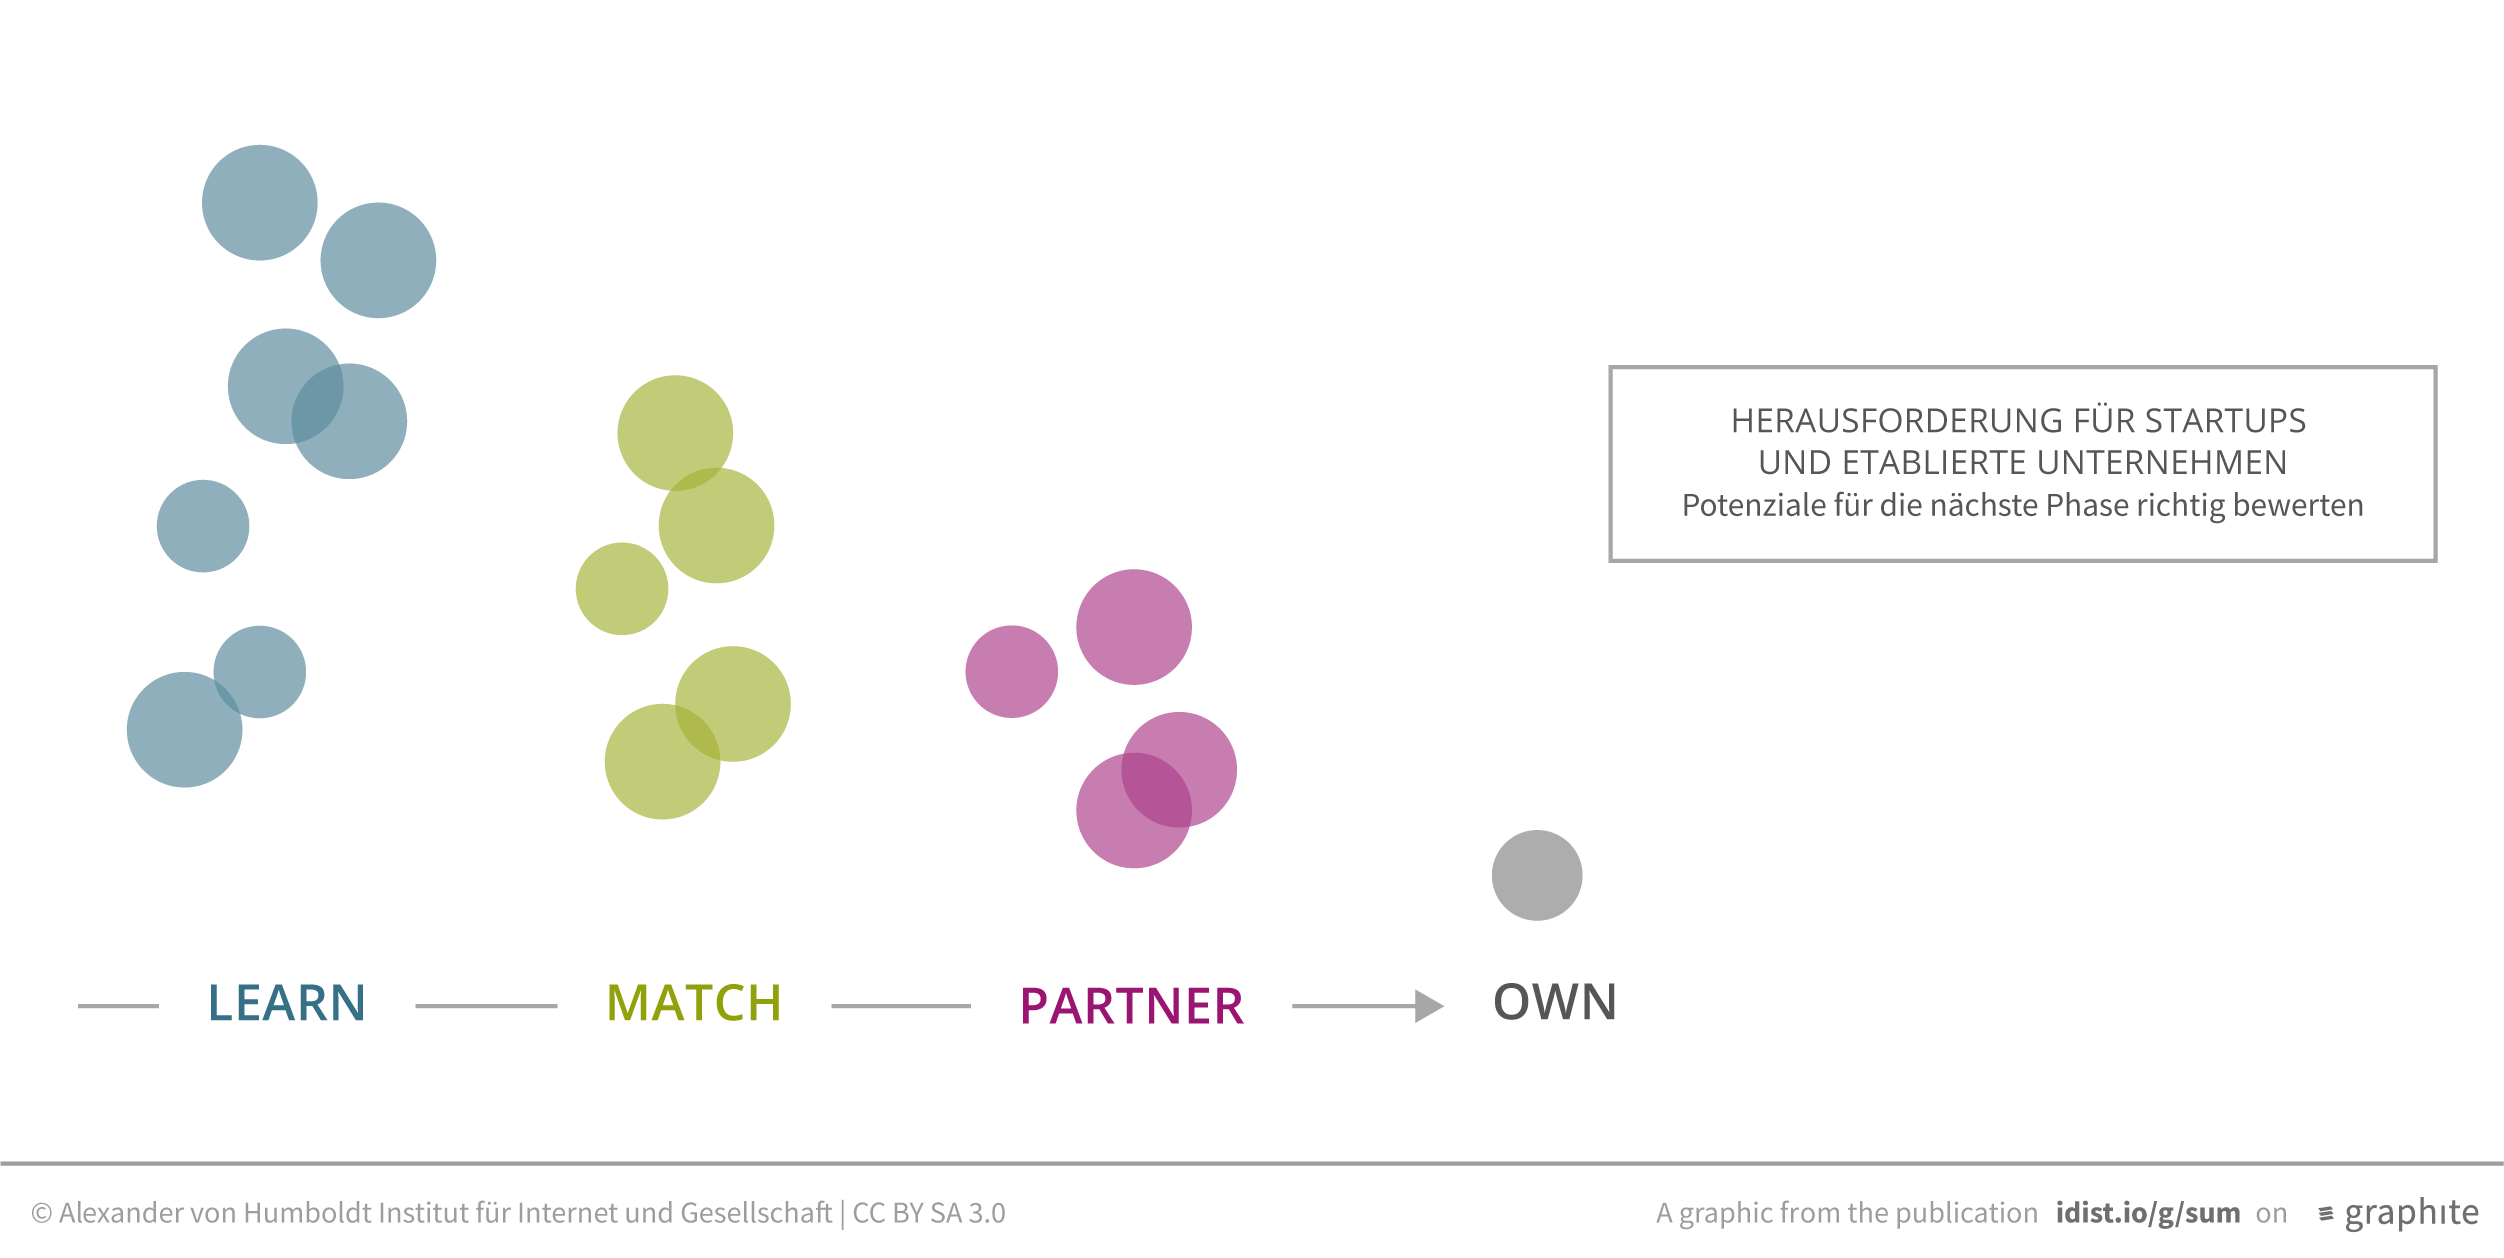 HERAUSFORDERUNG FÜR STARTUPS
UND ETABLIERTE UNTERNEHMEN
Potenziale für die nächste Phase richtig bewerten
LEARN MATCH PARTNER OWN
© Alexander von Humboldt Institut für Internet und Gesellschaft | CC BY SA 3.0
A graphic from the publication idist.io/g/sum on graphite